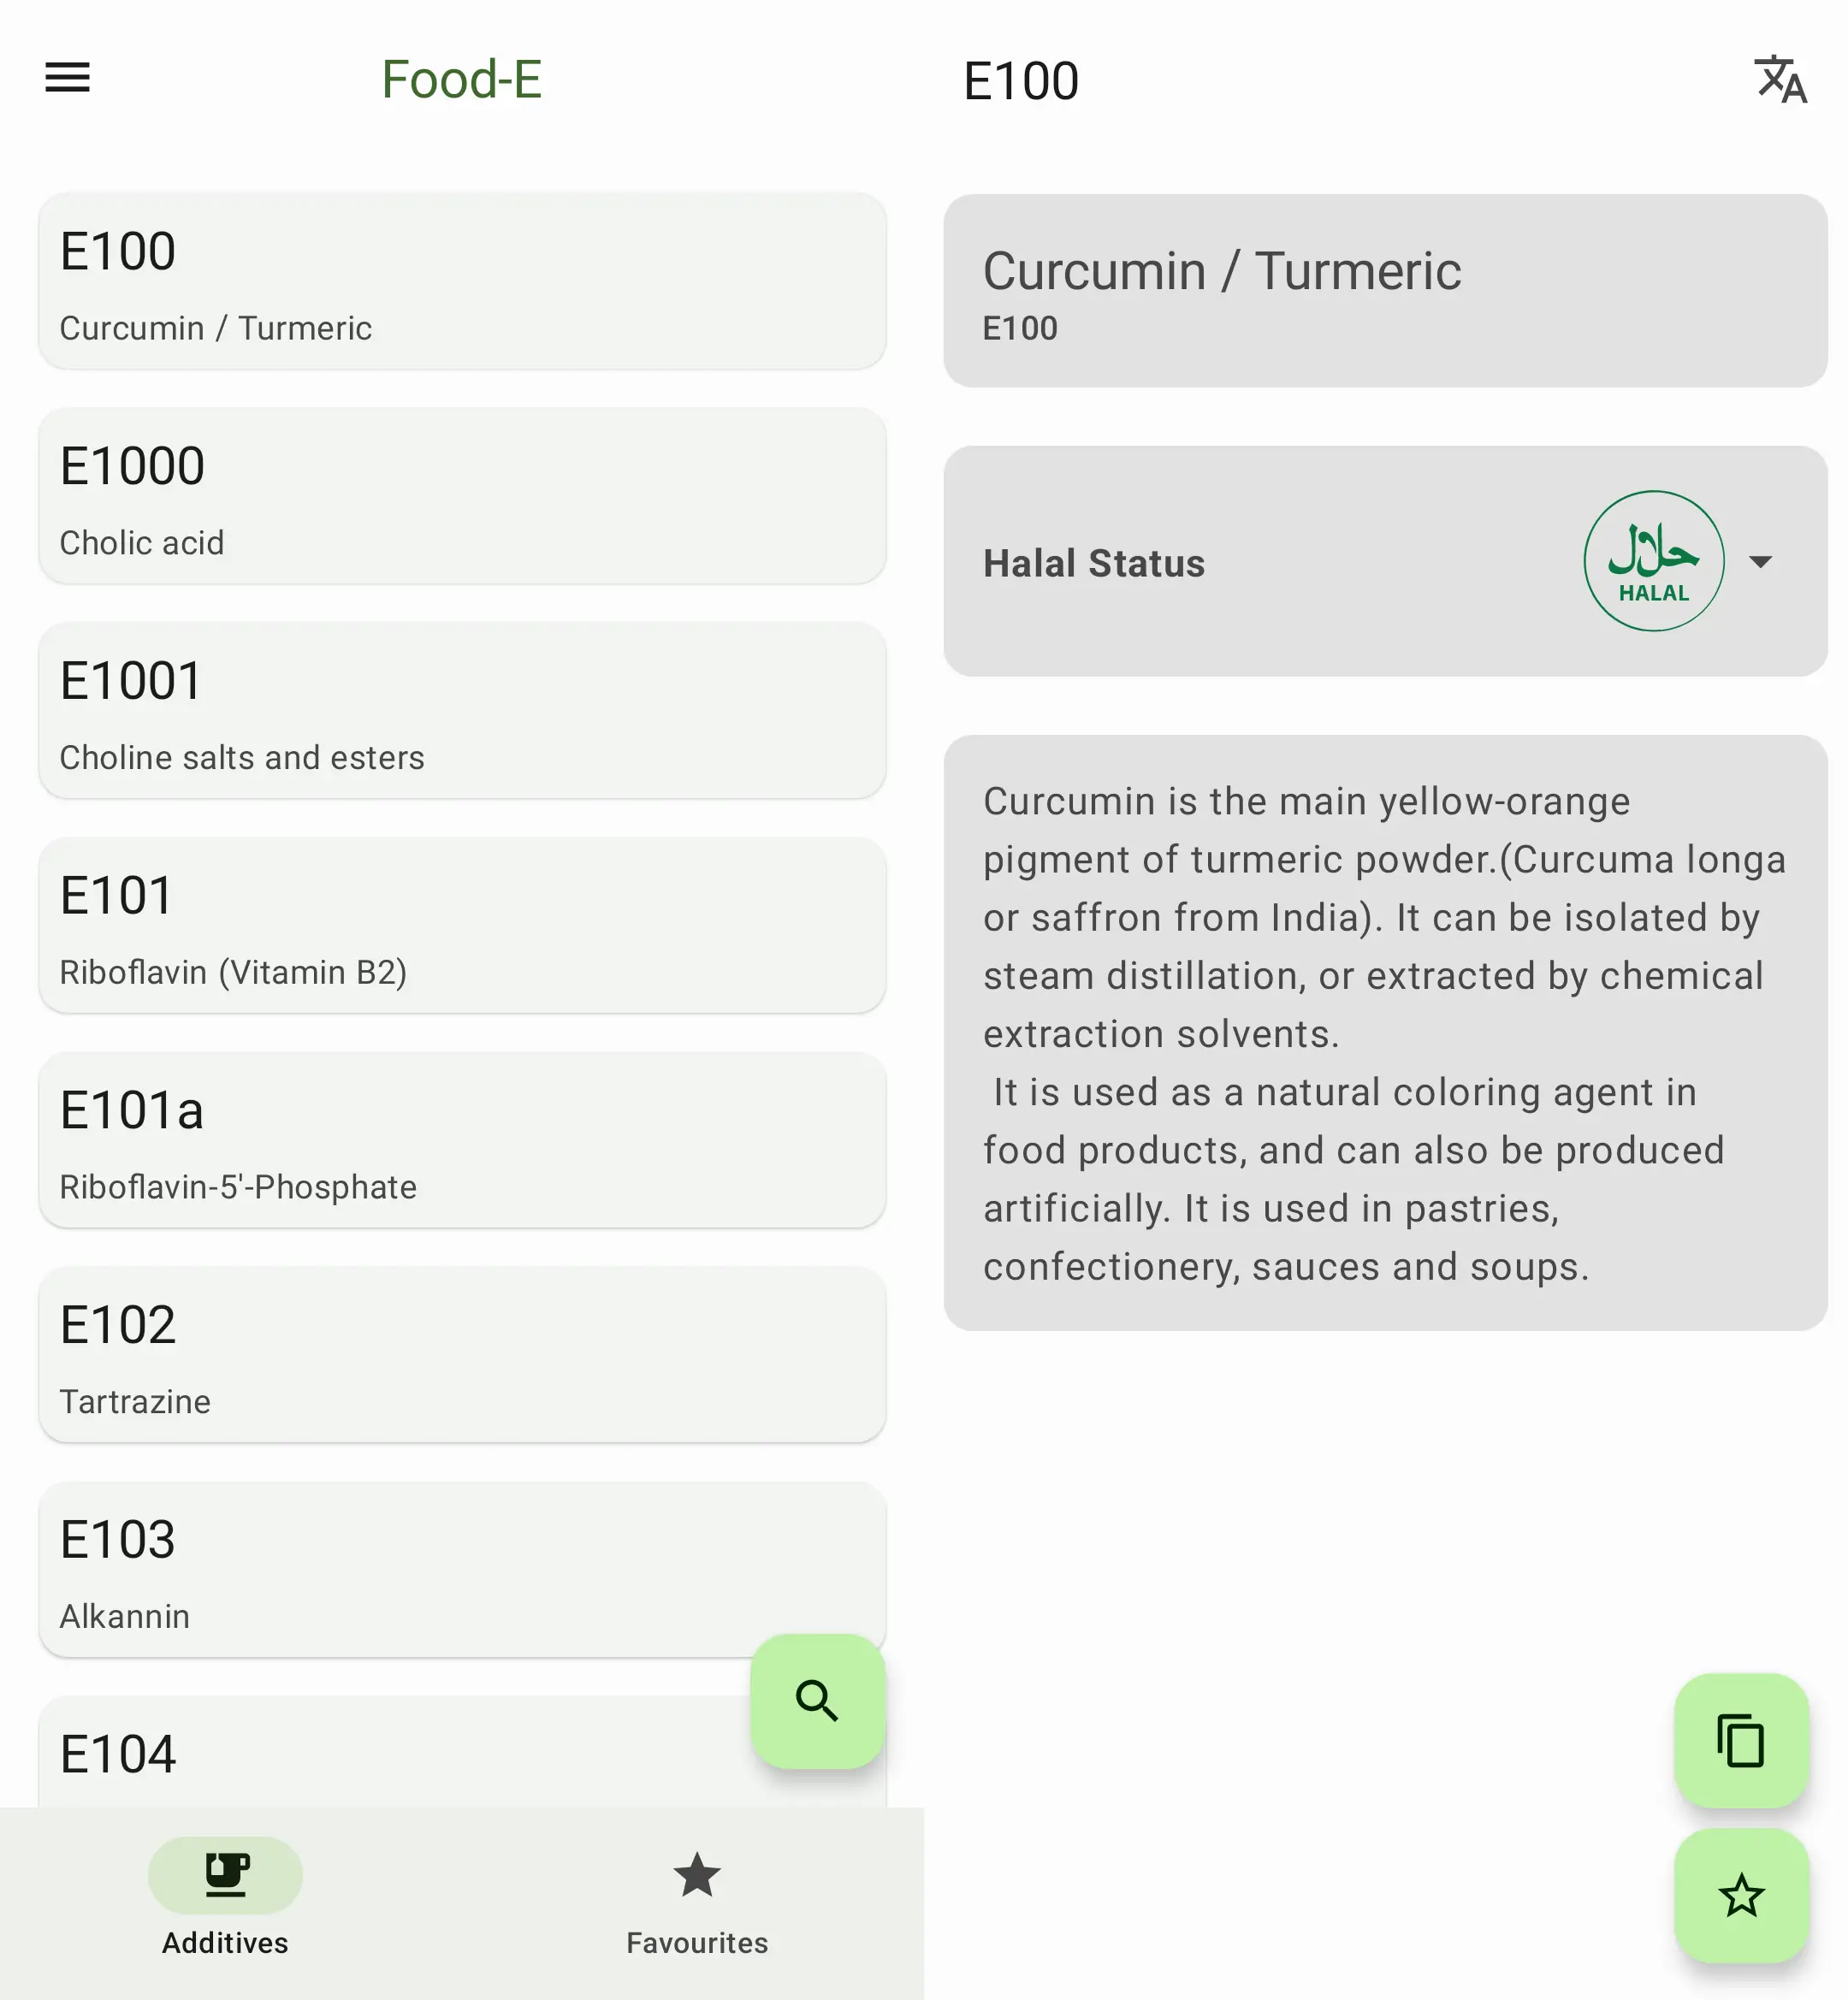 Food-E
E100
Curcumin / Turmeric
E1000
Cholic acid
E1001
Choline salts and esters
E101
Riboflavin (Vitamin B2)
E101a
Riboflavin-5'-Phosphate
E102
Tartrazine
E103
Alkannin
E104
Additives
Favourites
E100
Curcumin / Turmeric
E100
Halal Status
حلال
HALAL
Curcumin is the main yellow-orange
pigment of turmeric powder.(Curcuma longa
or saffron from India). It can be isolated by
steam distillation, or extracted by chemical
extraction solvents.
It is used as a natural coloring agent in
food products, and can also be produced
artificially. It is used in pastries,
confectionery, sauces and soups.